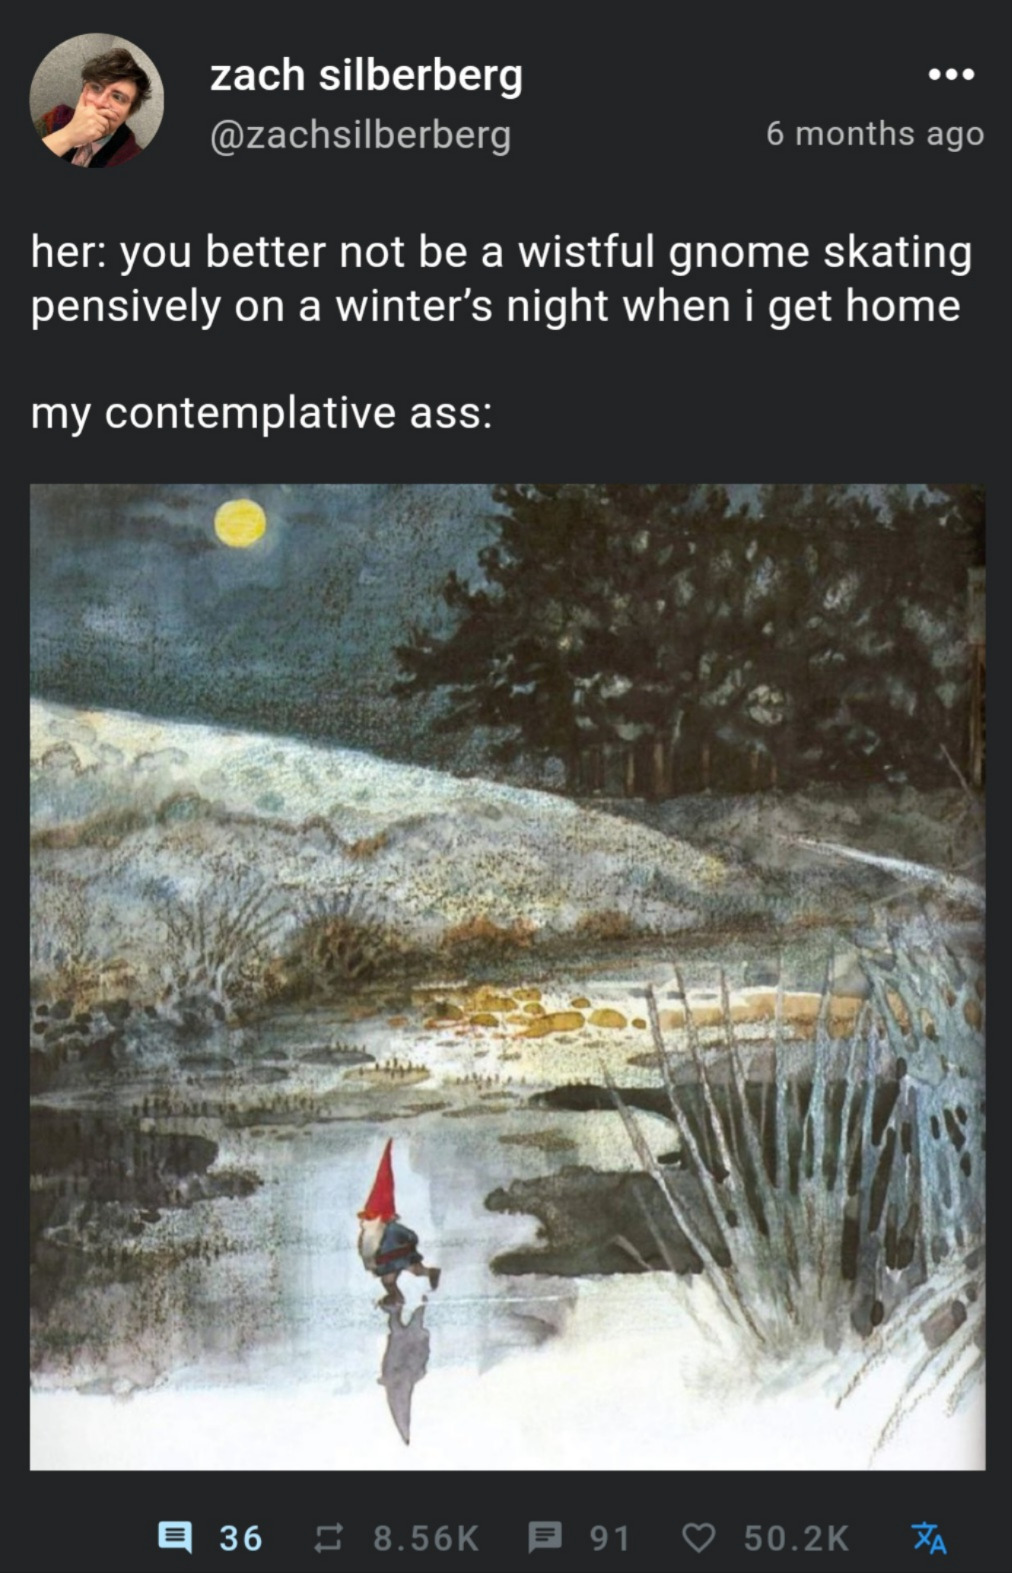 zach silberberg
@zachsilberberg
6 months ago
her: you better not be a wistful gnome skating
pensively on a winter’s night when i get home
my contemplative ass:
36 8.56K 91 50.2K